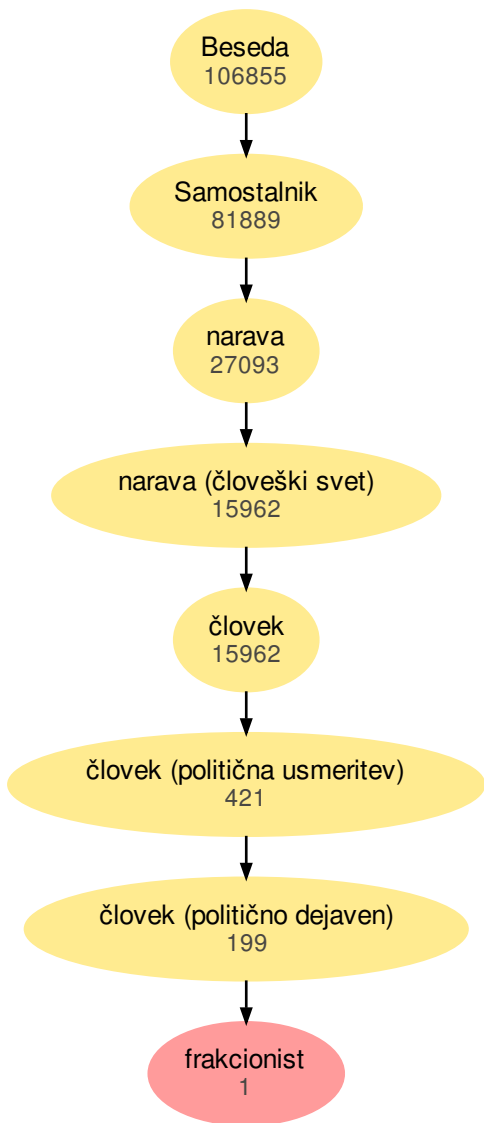 Beseda
106855
Samostalnik
81889
narava
27093
narava (človeški svet)
15962
človek
15962
človek (politična usmeritev)
421
človek (politično dejaven)
199
frakcionist
1